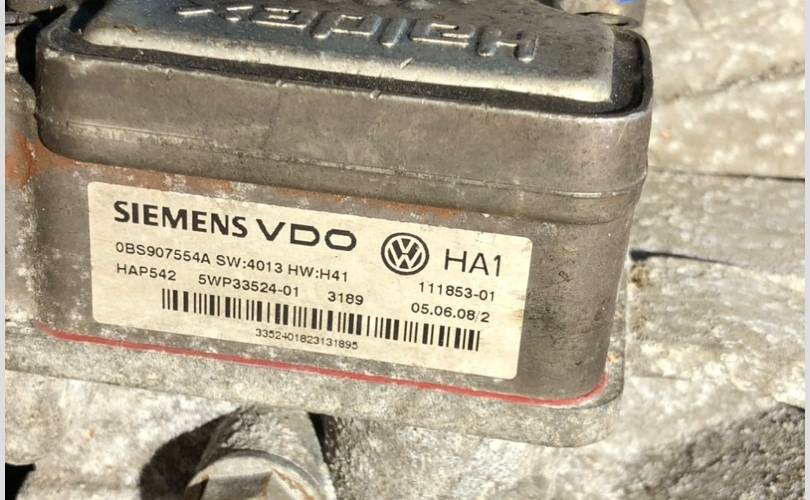 Haldex
SIEMENS VDO HA1
0BS907554A SW:4013 HW:H41 111853-01
HAP542 5WP33524-01 3189 05.06.08/2
3352401823131895